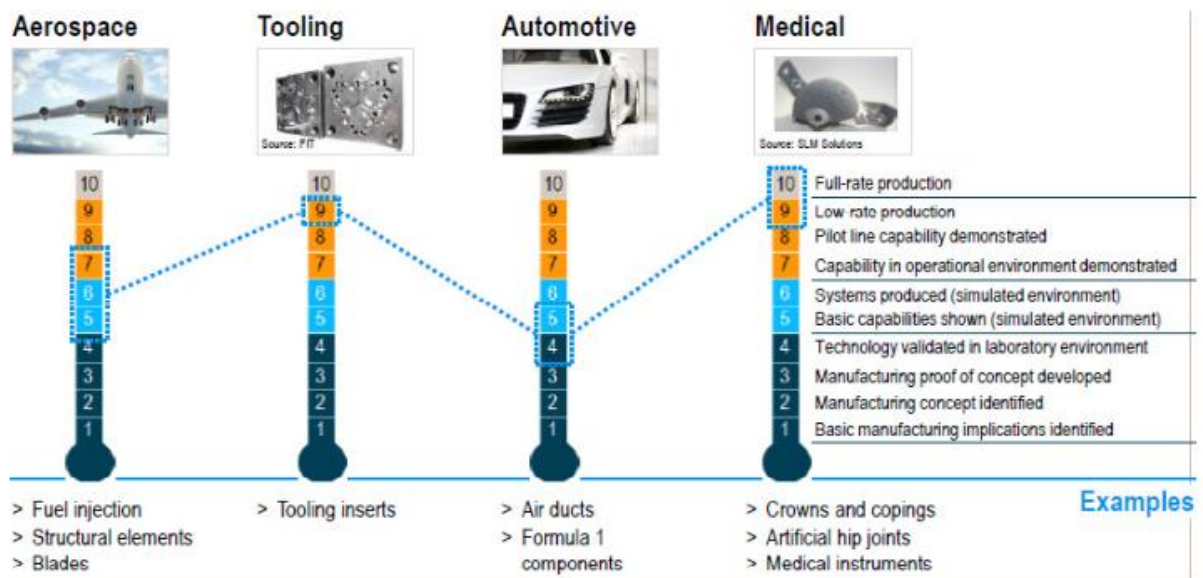 Aerospace
Tooling
Automotive
Medical
Source: FIT
Source: SLM Solutions
10
9
8
7
6
5
4
3
2
1
10
9
8
7
6
5
4
3
2
1
10
9
8
7
6
5
4
3
2
1
10 Full-rate production
9 Low-rate production
8 Pilot line capability demonstrated
7 Capability in operational environment demonstrated
6 Systems produced (simulated environment)
5 Basic capabilities shown (simulated environment)
4 Technology validated in laboratory environment
3 Manufacturing proof of concept developed
2 Manufacturing concept identified
1 Basic manufacturing implications identified
Examples
> Fuel injection
> Structural elements
> Blades
> Tooling inserts
> Air ducts
> Formula 1
components
> Crowns and copings
> Artificial hip joints
> Medical instruments